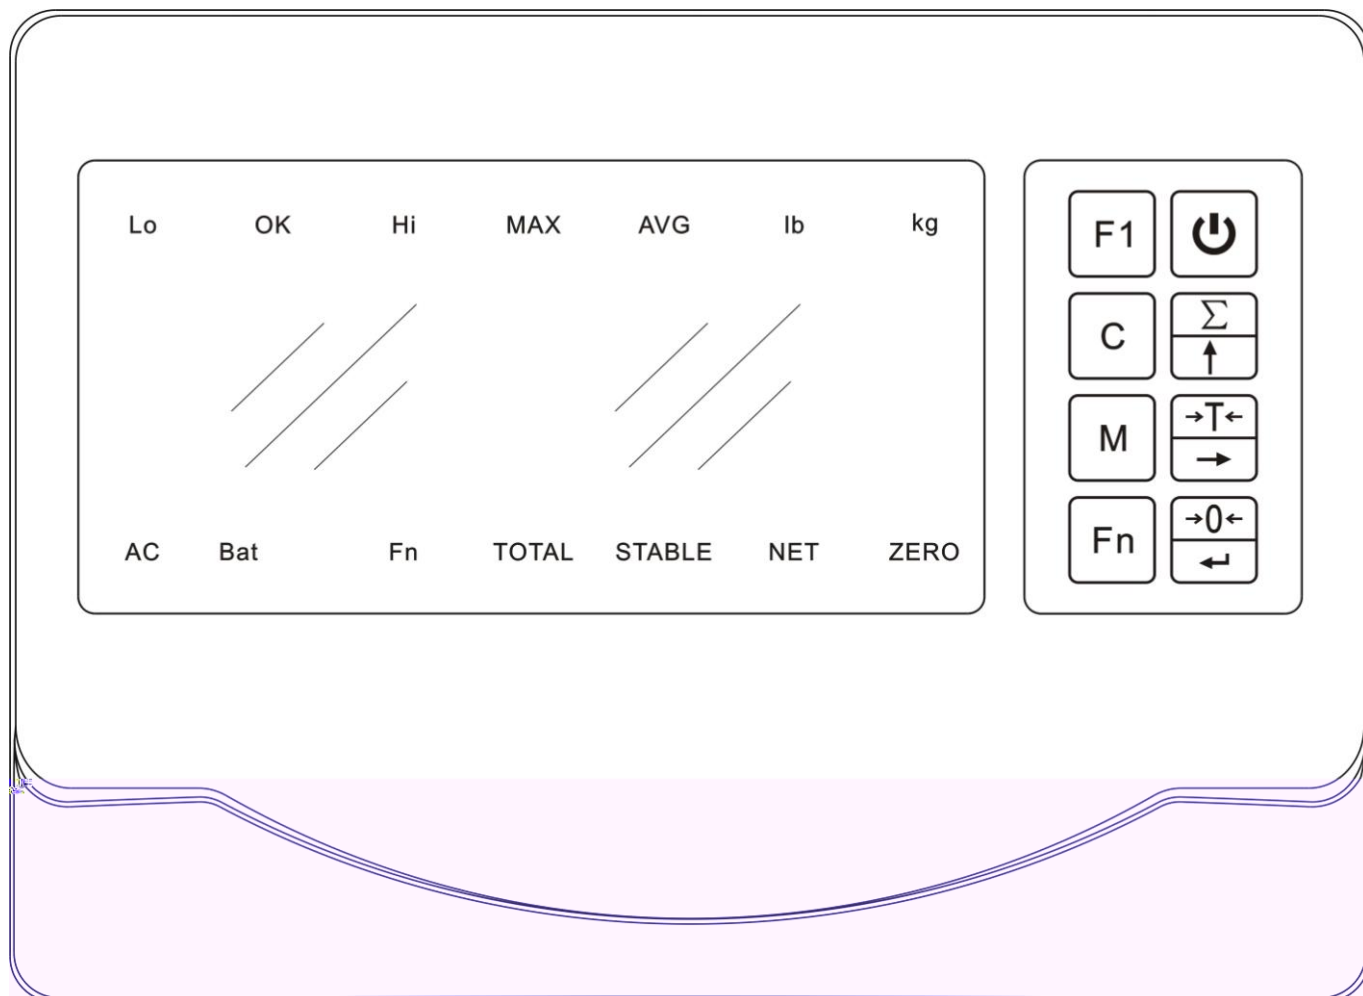 Lo OK Hi MAX AVG lb kg
F1
C Σ
↑
M →T←
→
Fn →0←
↵
AC Bat Fn TOTAL STABLE NET ZERO